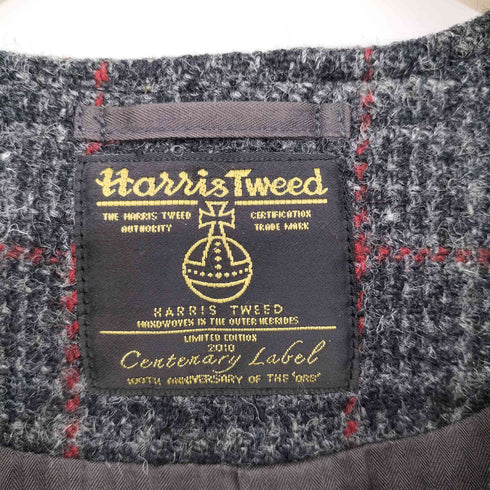 Harris Tweed
THE HARRIS TWEED CERTIFICATION
AUTHORITY TRADE MARK
HARRIS TWEED
HANDWOVEN IN THE OUTER HEBRIDES
LIMITED EDITION
2010
Centenary Label
100TH ANNIVERSARY OF THE 'ORB'